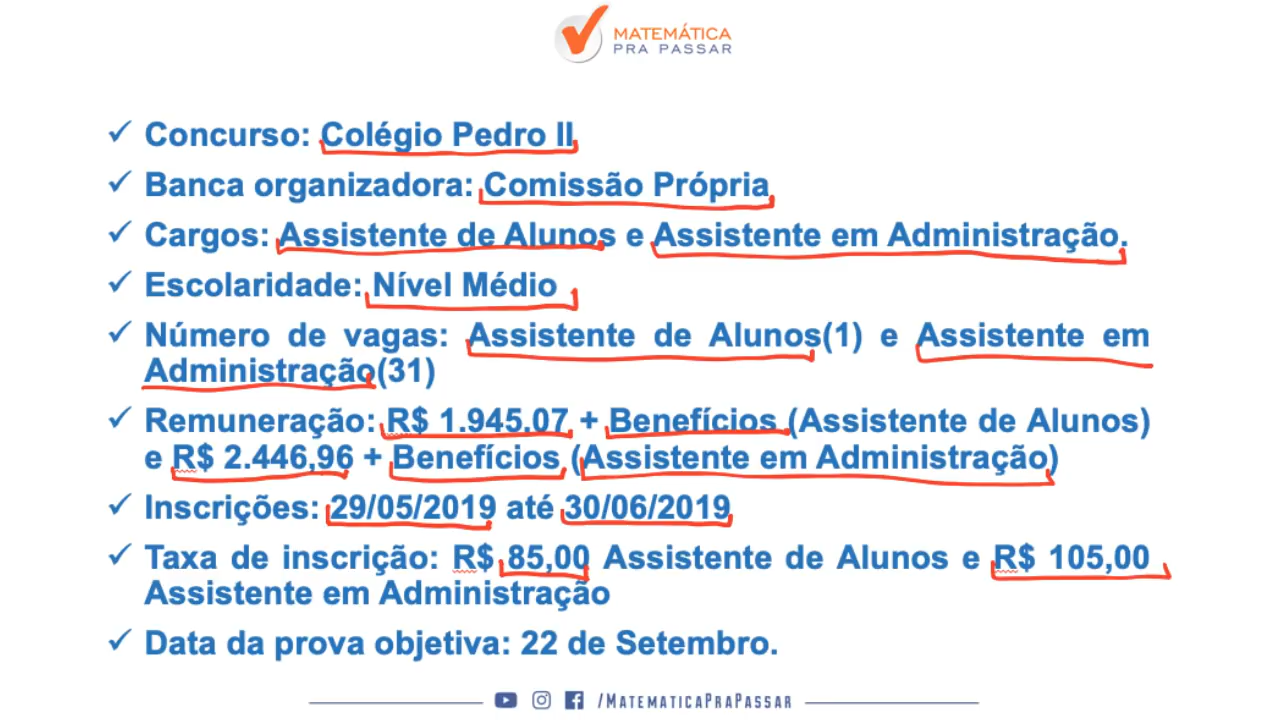 MATEMÁTICA
PRA PASSAR
✓ Concurso: Colégio Pedro II
✓ Banca organizadora: Comissão Própria
✓ Cargos: Assistente de Alunos e Assistente em Administração.
✓ Escolaridade: Nível Médio
✓ Número de vagas: Assistente de Alunos(1) e Assistente em
Administração(31)
✓ Remuneração: R$ 1.945,07 + Benefícios (Assistente de Alunos)
e R$ 2.446,96 + Benefícios (Assistente em Administração)
✓ Inscrições: 29/05/2019 até 30/06/2019
✓ Taxa de inscrição: R$ 85,00 Assistente de Alunos e R$ 105,00
Assistente em Administração
✓ Data da prova objetiva: 22 de Setembro.
/MATEMATICAPRAPASSAR